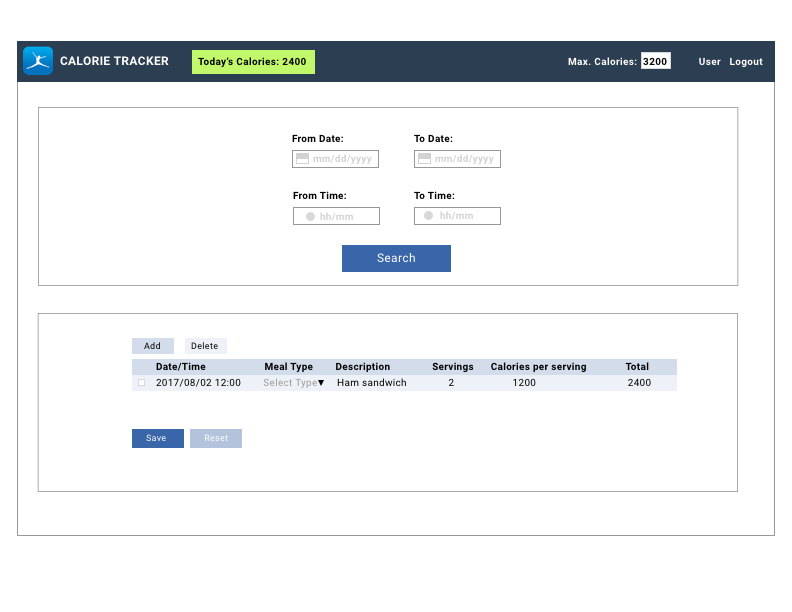 CALORIE TRACKER Today's Calories: 2400 Max. Calories: 3200 User Logout
From Date: To Date:
mm/dd/yyyy mm/dd/yyyy
From Time: To Time:
hh/mm hh/mm
Search
Add Delete
Date/Time Meal Type Description Servings Calories per serving Total
2017/08/02 12:00 Select Type Ham sandwich 2 1200 2400
Save Reset